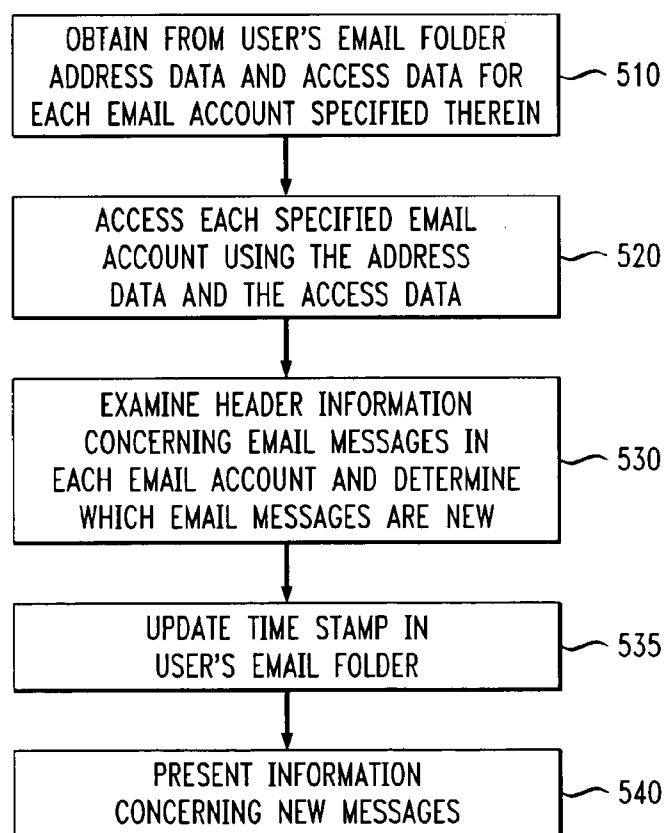 OBTAIN FROM USER'S EMAIL FOLDER
ADDRESS DATA AND ACCESS DATA FOR
EACH EMAIL ACCOUNT SPECIFIED THEREIN
510
ACCESS EACH SPECIFIED EMAIL
ACCOUNT USING THE ADDRESS
DATA AND THE ACCESS DATA
520
EXAMINE HEADER INFORMATION
CONCERNING EMAIL MESSAGES IN
EACH EMAIL ACCOUNT AND DETERMINE
WHICH EMAIL MESSAGES ARE NEW
530
UPDATE TIME STAMP IN
USER'S EMAIL FOLDER
535
PRESENT INFORMATION
CONCERNING NEW MESSAGES
540